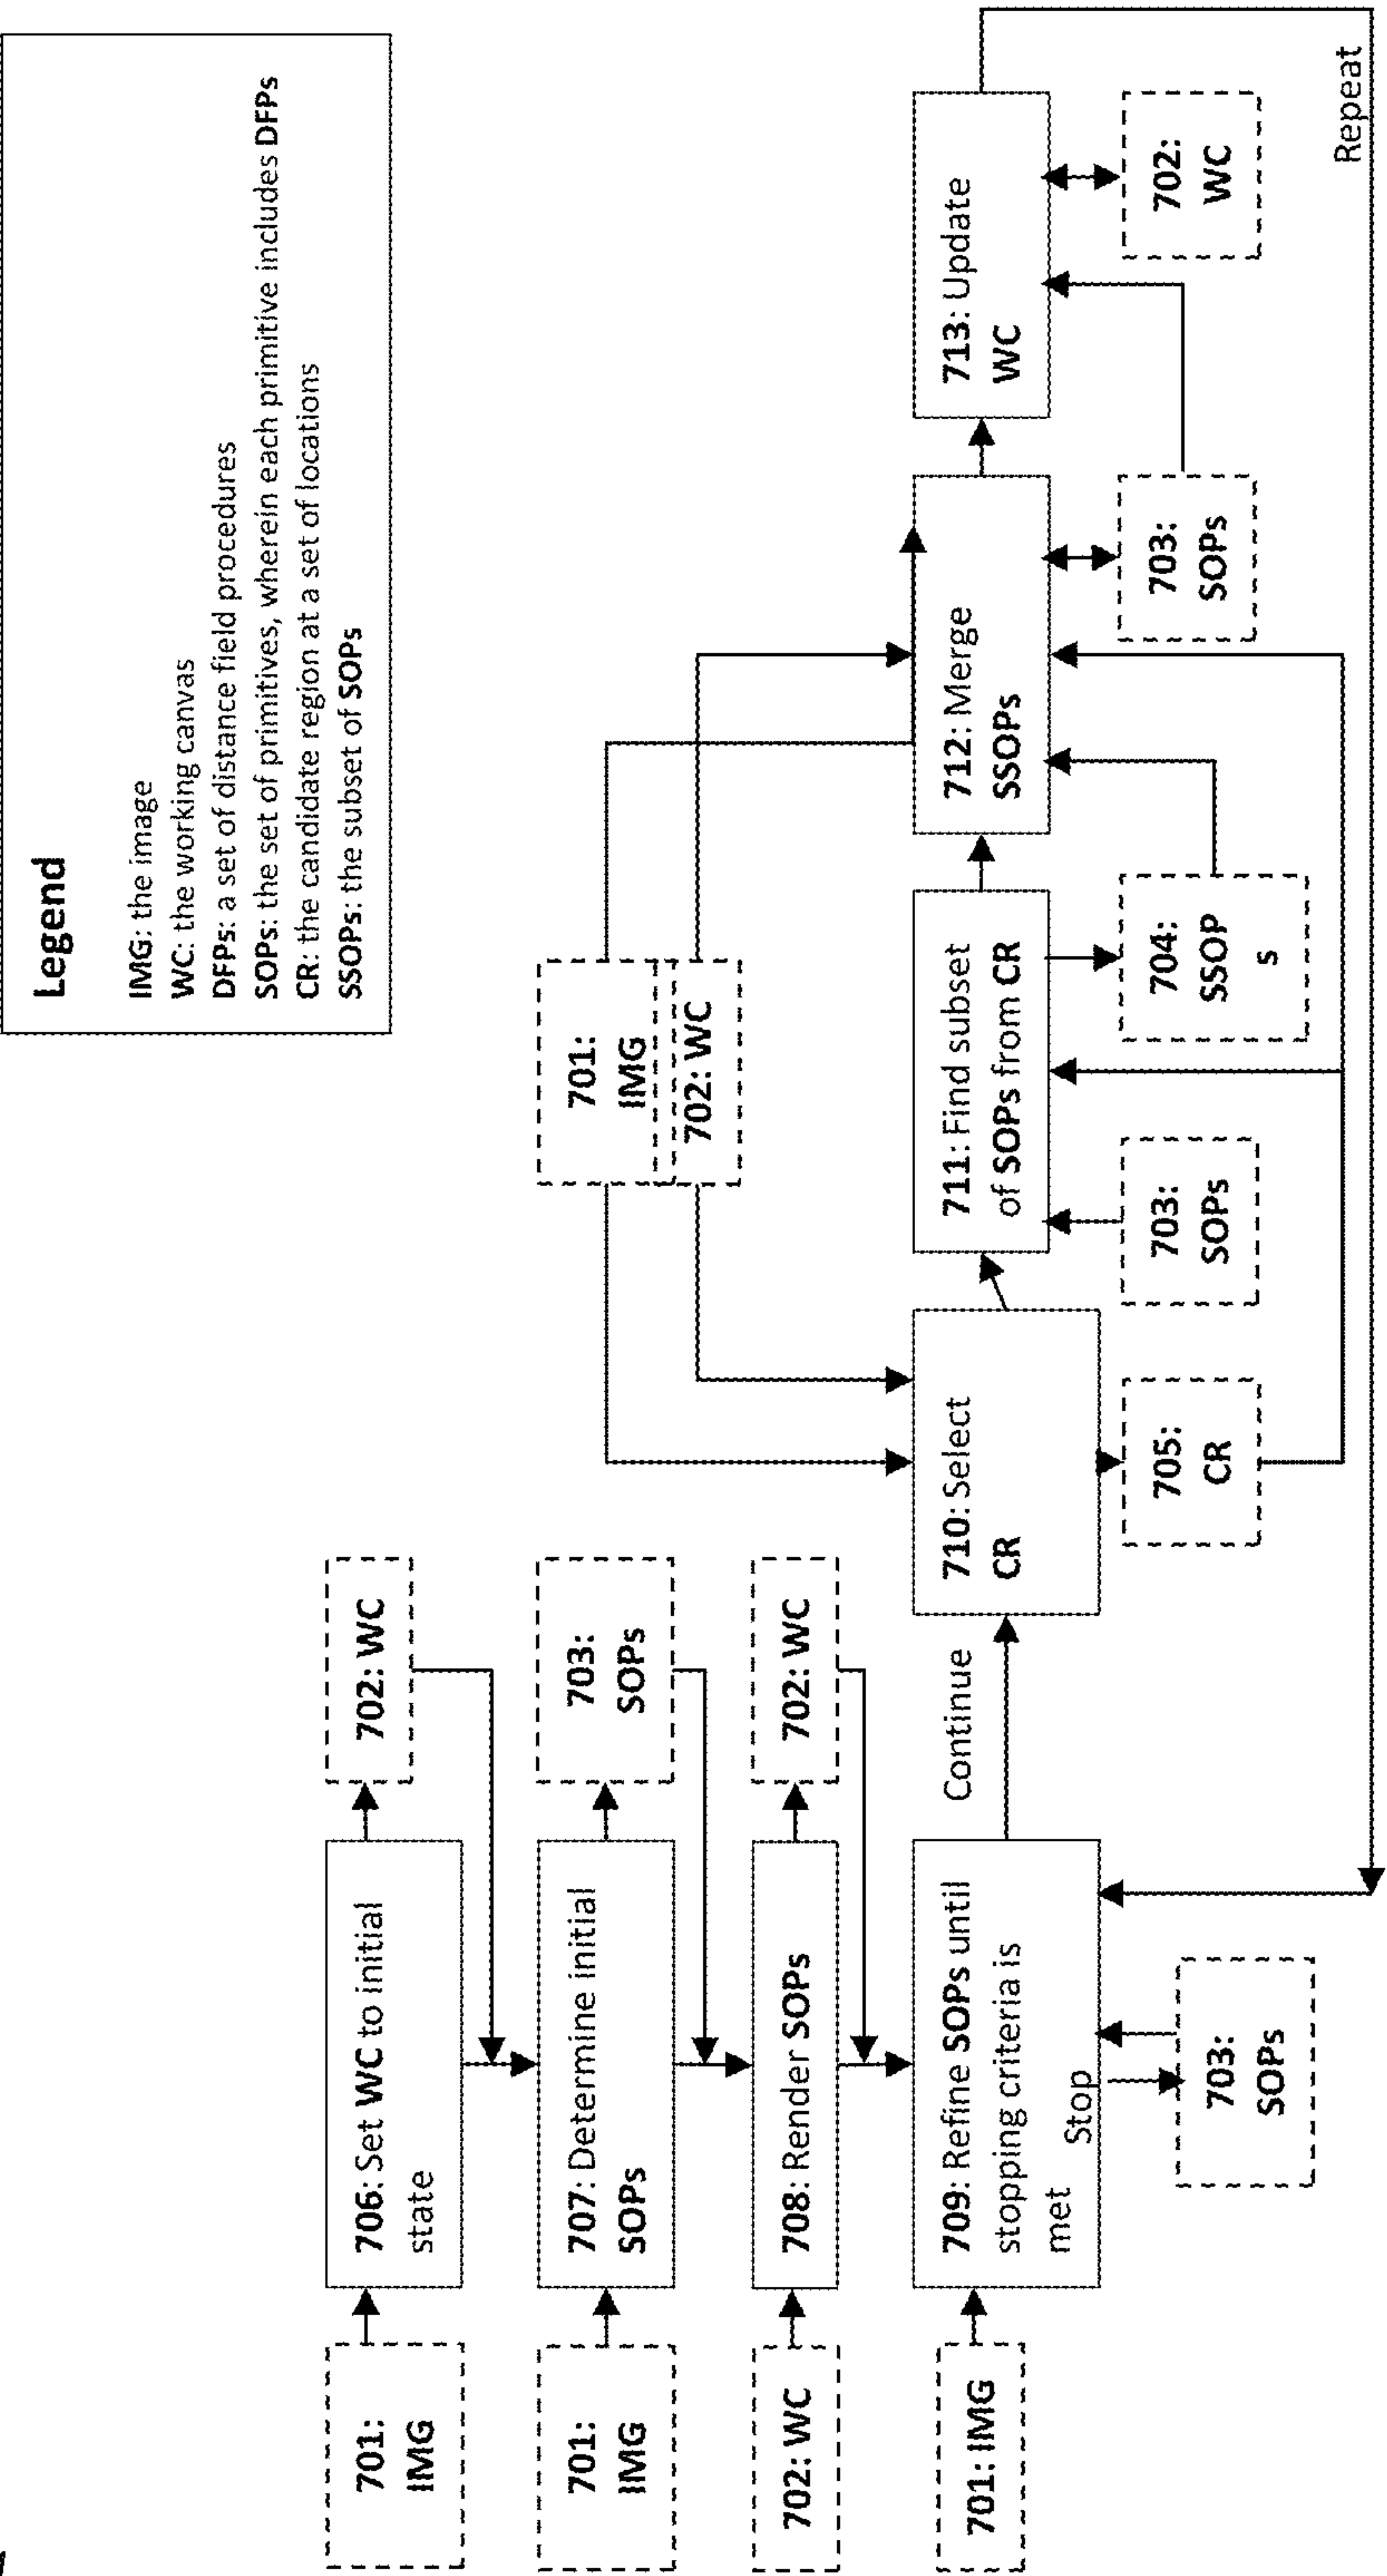 Legend
IMG: the image
WC: the working canvas
DFPs: a set of distance field procedures
SOPs: the set of primitives, wherein each primitive includes DFPs
CR: the candidate region at a set of locations
SSOPs: the subset of SOPs
701:
IMG
706: Set WC to initial
state
702: WC
701:
IMG
707: Determine initial
SOPs
703:
SOPs
702: WC
708: Render SOPs
702: WC
701: IMG
709: Refine SOPs until
stopping criteria is
met
Stop
703:
SOPs
Continue
701:
IMG
702: WC
710: Select
CR
705:
CR
711: Find subset
of SOPs from CR
703:
SOPs
704:
SSOP
s
712: Merge
SSOPs
703:
SOPs
713: Update
WC
702:
WC
Repeat